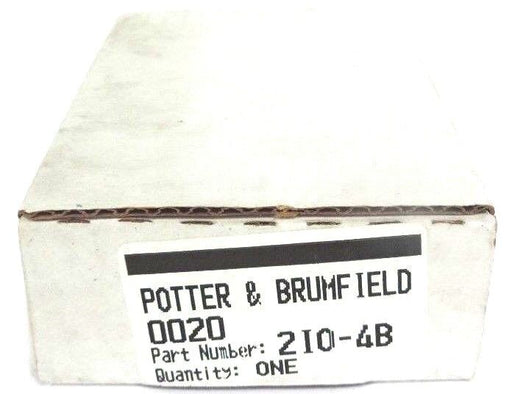 POTTER & BRUMFIELD
0020
Part Number: 2IO-4B
Quantity: ONE